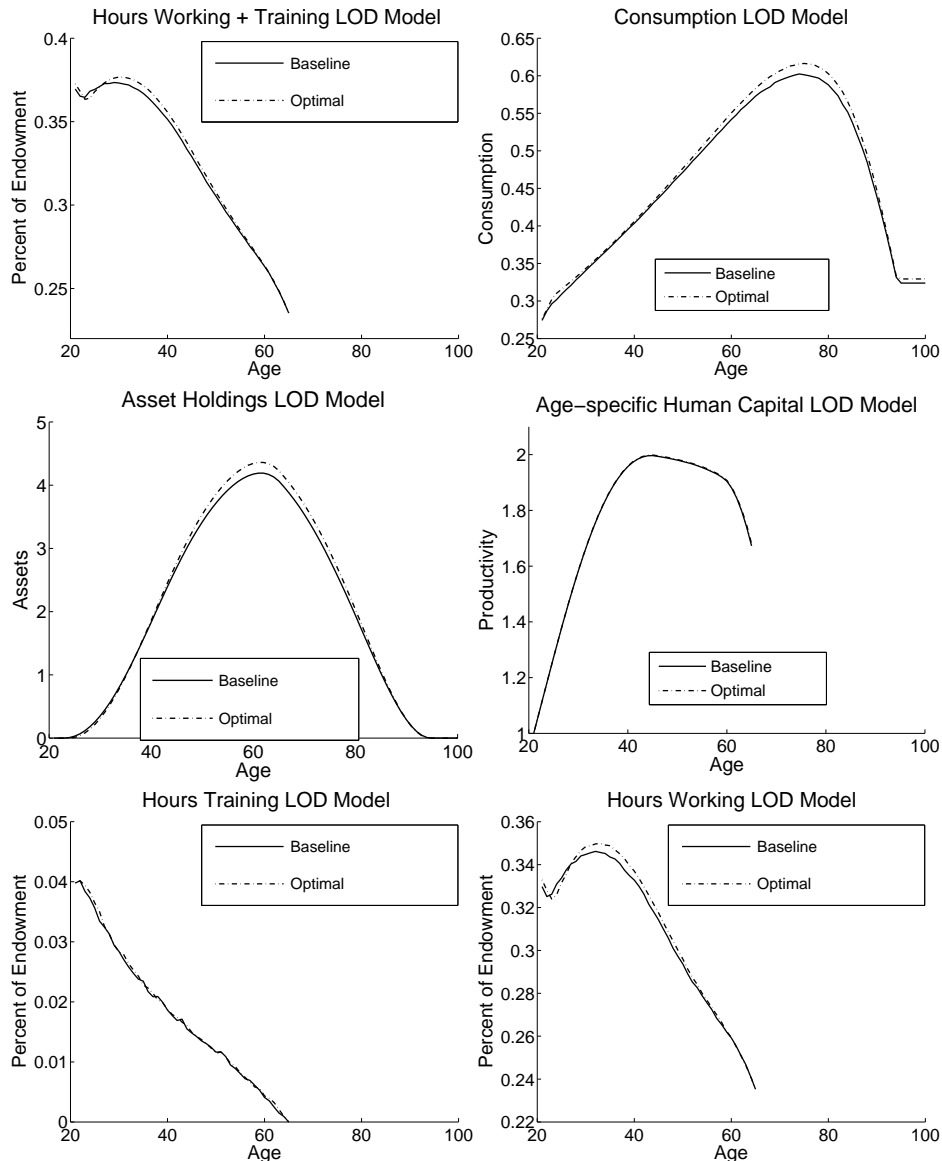 Hours Working + Training LOD Model
0.4
0.35
0.3
0.25
Percent of Endowment
20 40 60 80 100
Age
Baseline
Optimal
Consumption LOD Model
0.65
0.6
0.55
0.5
0.45
0.4
0.35
0.3
0.25
Consumption
20 40 60 80 100
Age
Baseline
Optimal
Asset Holdings LOD Model
5
4
3
2
1
0
Assets
20 40 60 80 100
Age
Baseline
Optimal
Age−specific Human Capital LOD Model
2
1.8
1.6
1.4
1.2
1
Productivity
20 40 60 80 100
Age
Baseline
Optimal
Hours Training LOD Model
0.05
0.04
0.03
0.02
0.01
0
Percent of Endowment
20 40 60 80 100
Age
Baseline
Optimal
Hours Working LOD Model
0.36
0.34
0.32
0.3
0.28
0.26
0.24
0.22
Percent of Endowment
20 40 60 80 100
Age
Baseline
Optimal